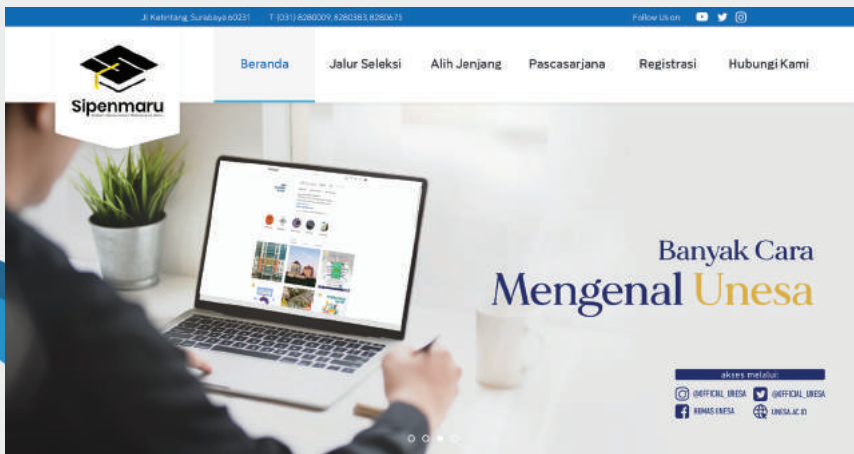 Jl Ketintang, Surabaya 60231 T (031) 8280009, 8280383, 8280675 Follow Us on
Sipenmaru
Beranda Jalur Seleksi Alih Jenjang Pascasarjana Registrasi Hubungi Kami
Banyak Cara
Mengenal Unesa
akses melalui:
@OFFICIAL_UNESA @OFFICIAL_UNESA
HUMAS UNESA UNESA.AC.ID